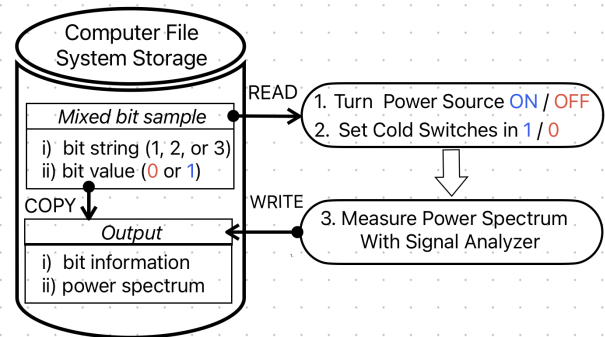 Computer File
System Storage
Mixed bit sample
i) bit string (1, 2, or 3)
ii) bit value (0 or 1)
COPY
Output
i) bit information
ii) power spectrum
READ
1. Turn Power Source ON / OFF
2. Set Cold Switches in 1 / 0
WRITE
3. Measure Power Spectrum
With Signal Analyzer